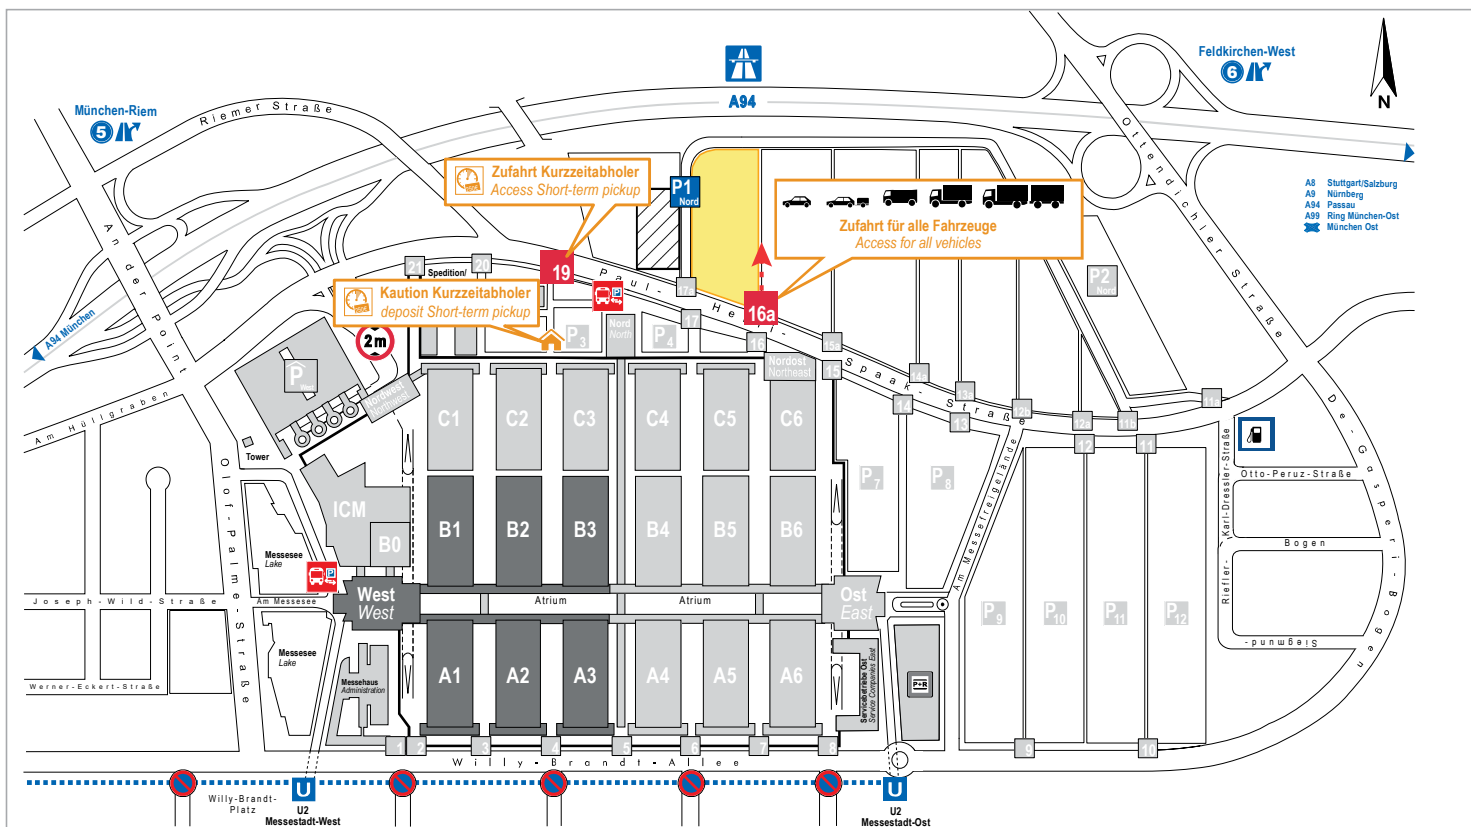 Feldkirchen-West
6
A94
N
München-Riem
5
Riemer Straße
Ottendichler Straße
Zufahrt Kurzzeitabholer
Access Short-term pickup
P1
Nord
A8 Stuttgart/Salzburg
A9 Nürnberg
A94 Passau
A99 Ring München-Ost
München Ost
Zufahrt für alle Fahrzeuge
Access for all vehicles
An der Point
21
20
Spedition/
19
Paul-Henri-Spaak-Straße
17a
P2
Nord
Kaution Kurzzeitabholer
deposit Short-term pickup
16a
A94 München
2m
P3
Nord
North
P4
17
16
15a
Nordost
Northeast
15
14a
13a
12b
12a
11b
11a
14
13
12
11
P
West
Nordwest
Northwest
Am Hüllgraben
Tower
C1
C2
C3
C4
C5
C6
P7
P8
Am Messefreigelände
De-Gasperi-Bogen
Karl-Dressler-Straße
Otto-Peruz-Straße
Bogen
Riefler-
Siegmund-
Olof-Palme-Straße
ICM
B0
B1
B2
B3
B4
B5
B6
Messesee
Lake
West
West
Atrium
Atrium
Ost
East
Joseph-Wild-Straße
Am Messesee
P9
P10
P11
P12
Messesee
Lake
Messehaus
Administration
A1
A2
A3
A4
A5
A6
Servicebetriebe Ost
Service Companies East
P+R
Werner-Eckert-Straße
1
2
3
4
5
6
7
8
9
10
Willy-Brandt-Allee
Willy-Brandt-
Platz
U
U2
Messestadt-West
U
U2
Messestadt-Ost